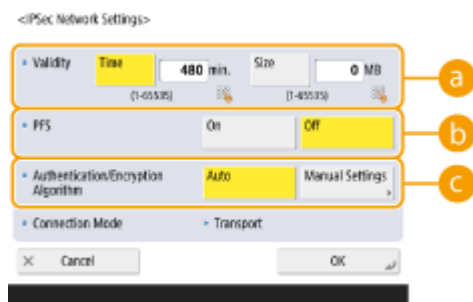 <IPSec Network Settings>
Validity Time 480 min. Size 0 MB
(1-65535) (1-65535)
a
PFS On Off
b
Authentication/Encryption Algorithm Auto Manual Settings
c
Connection Mode Transport
Cancel OK